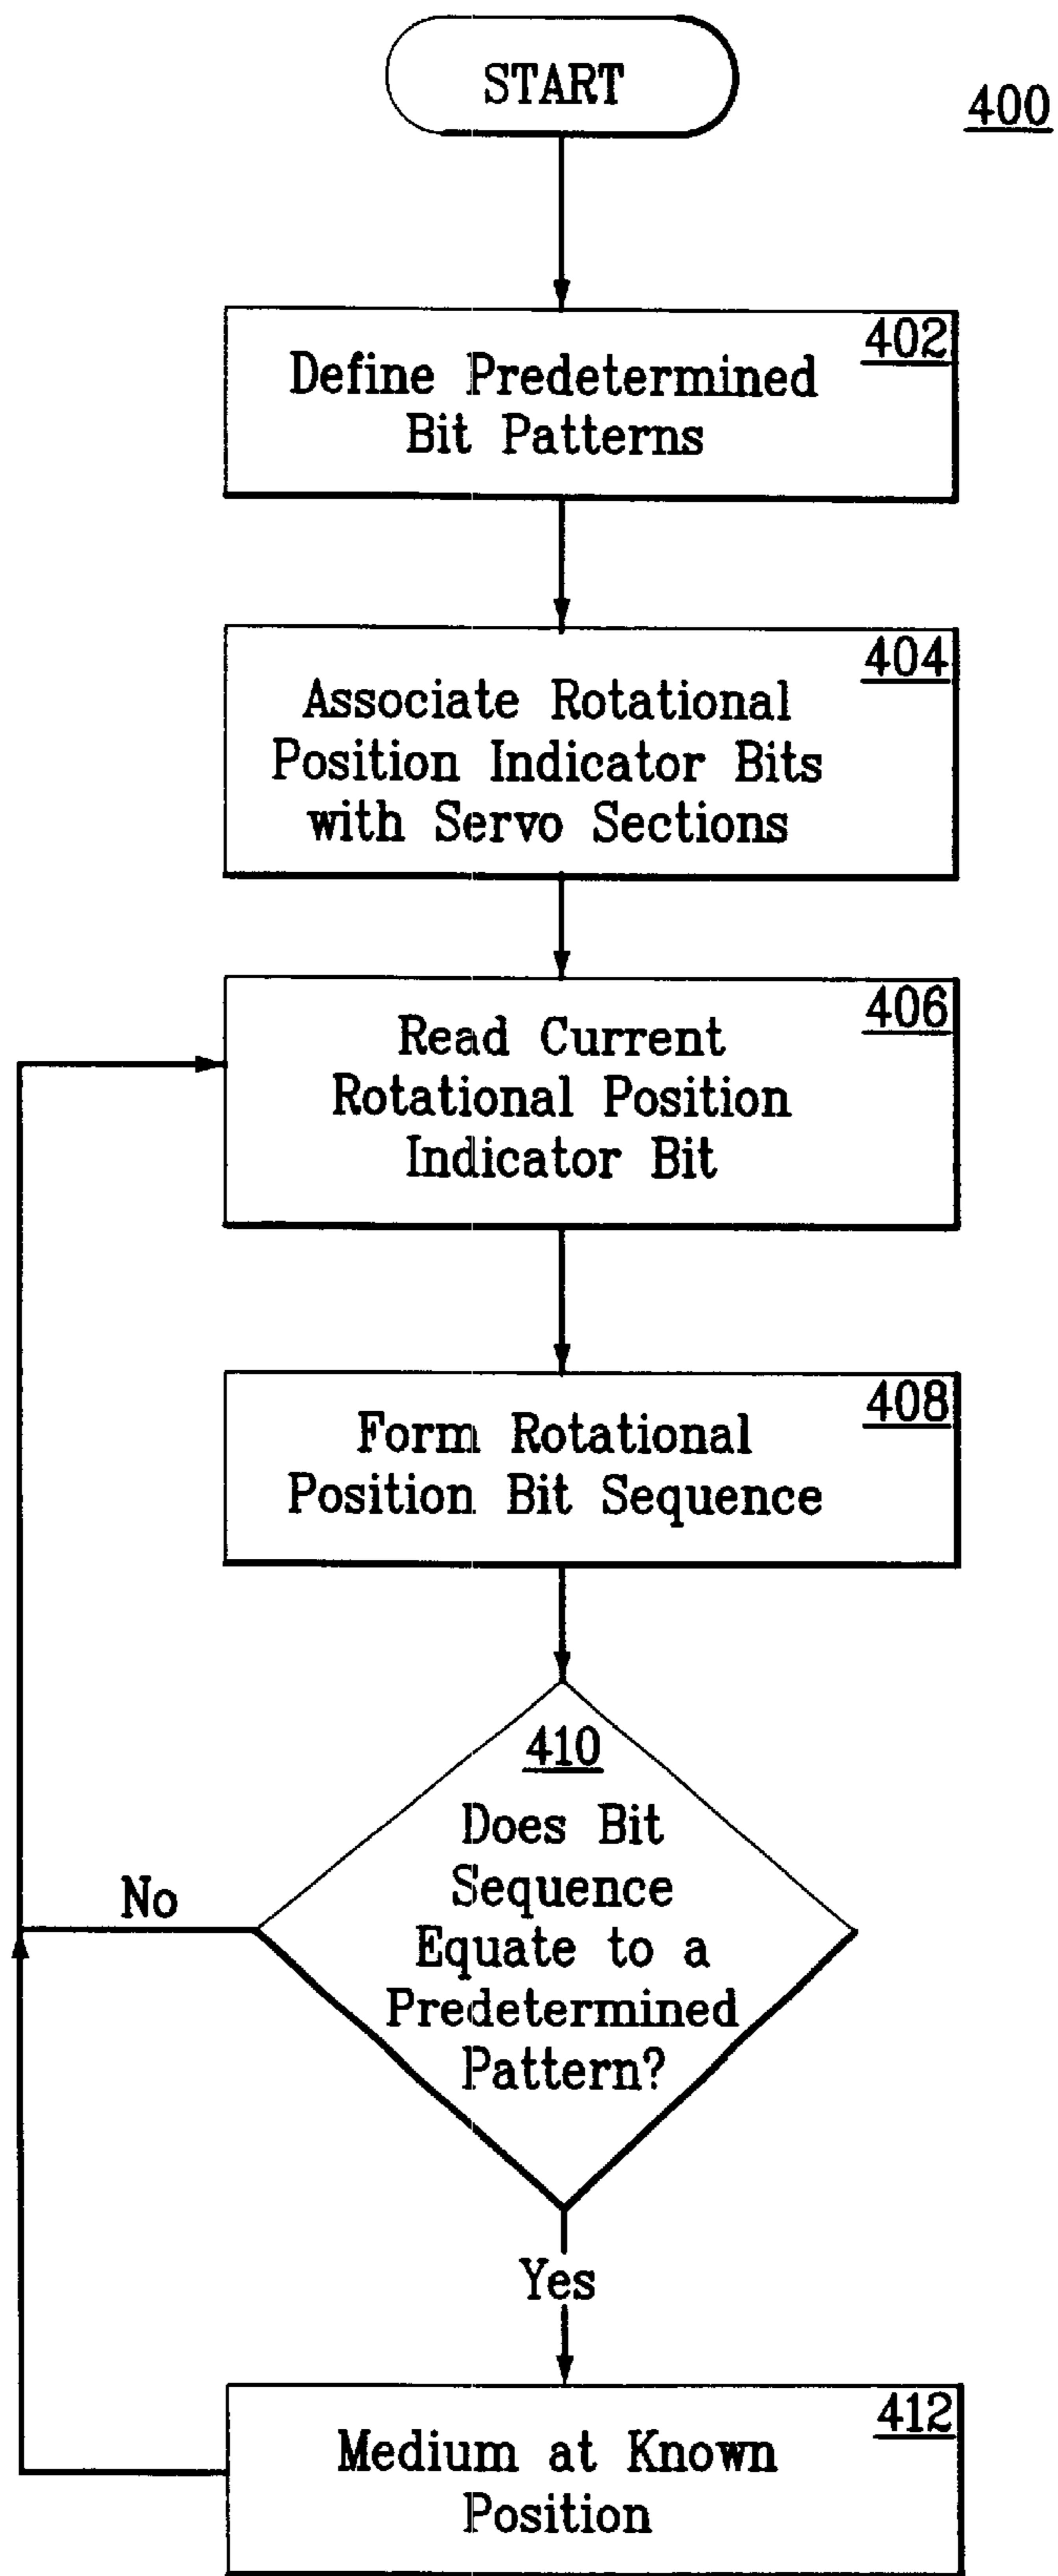 START
400
402
Define Predetermined
Bit Patterns
404
Associate Rotational
Position Indicator Bits
with Servo Sections
406
Read Current
Rotational Position
Indicator Bit
408
Form Rotational
Position Bit Sequence
410
Does Bit
Sequence
Equate to a
Predetermined
Pattern?
No
Yes
412
Medium at Known
Position